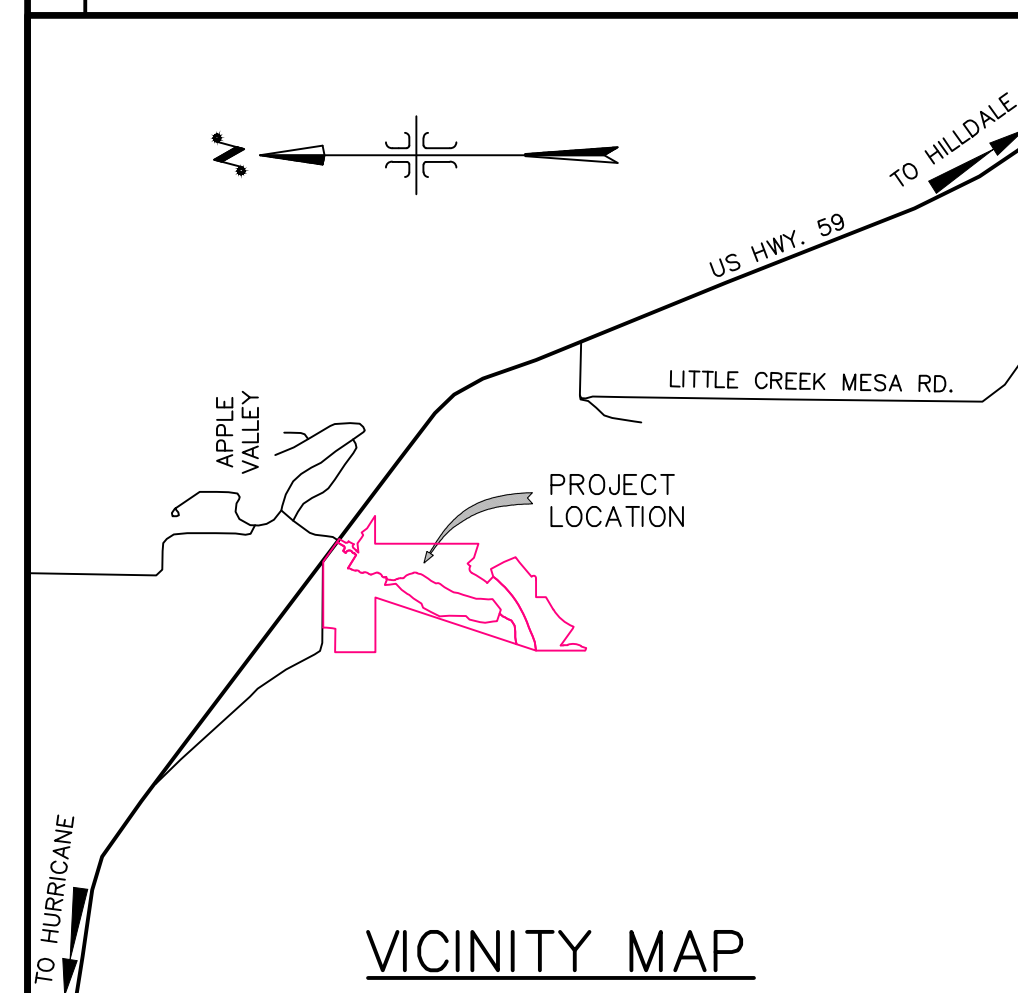 N
TO HILLDALE
US HWY. 59
LITTLE CREEK MESA RD.
APPLE
VALLEY
PROJECT
LOCATION
TO HURRICANE
VICINITY MAP